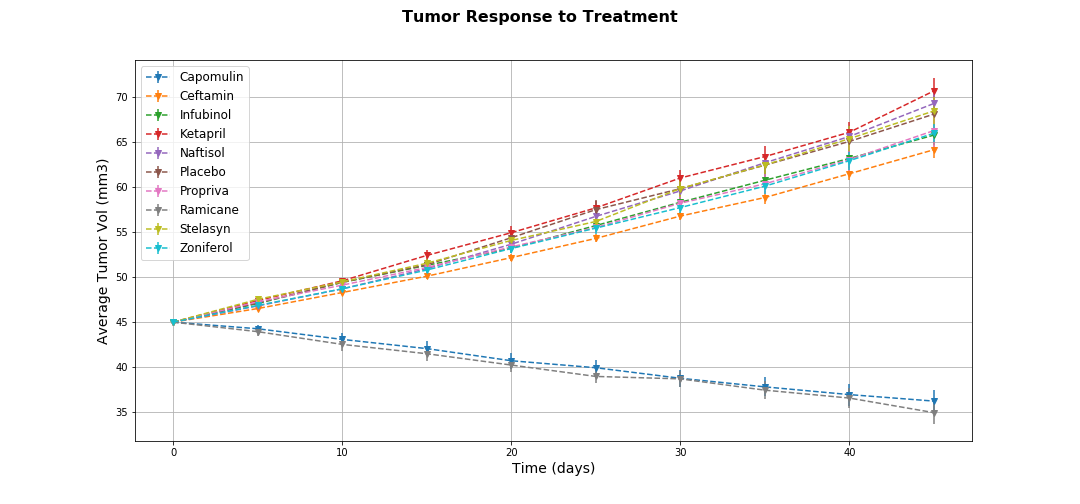 Tumor Response to Treatment
Capomulin
Ceftamin
Infubinol
Ketapril
Naftisol
Placebo
Propriva
Ramicane
Stelasyn
Zoniferol
Average Tumor Vol (mm3)
70
65
60
55
50
45
40
35
0 10 20 30 40
Time (days)